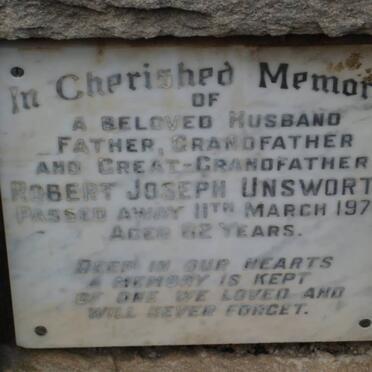 In Cherished Memor
OF
A BELOVED HUSBAND
FATHER, GRANDFATHER
AND GREAT-GRANDFATHER
ROBERT JOSEPH UNSWORT
PASSED AWAY 11TH MARCH 197
AGED 82 YEARS.
DEEP IN OUR HEARTS
A MEMORY IS KEPT
OF ONE WE LOVED AND
WILL NEVER FORGET.